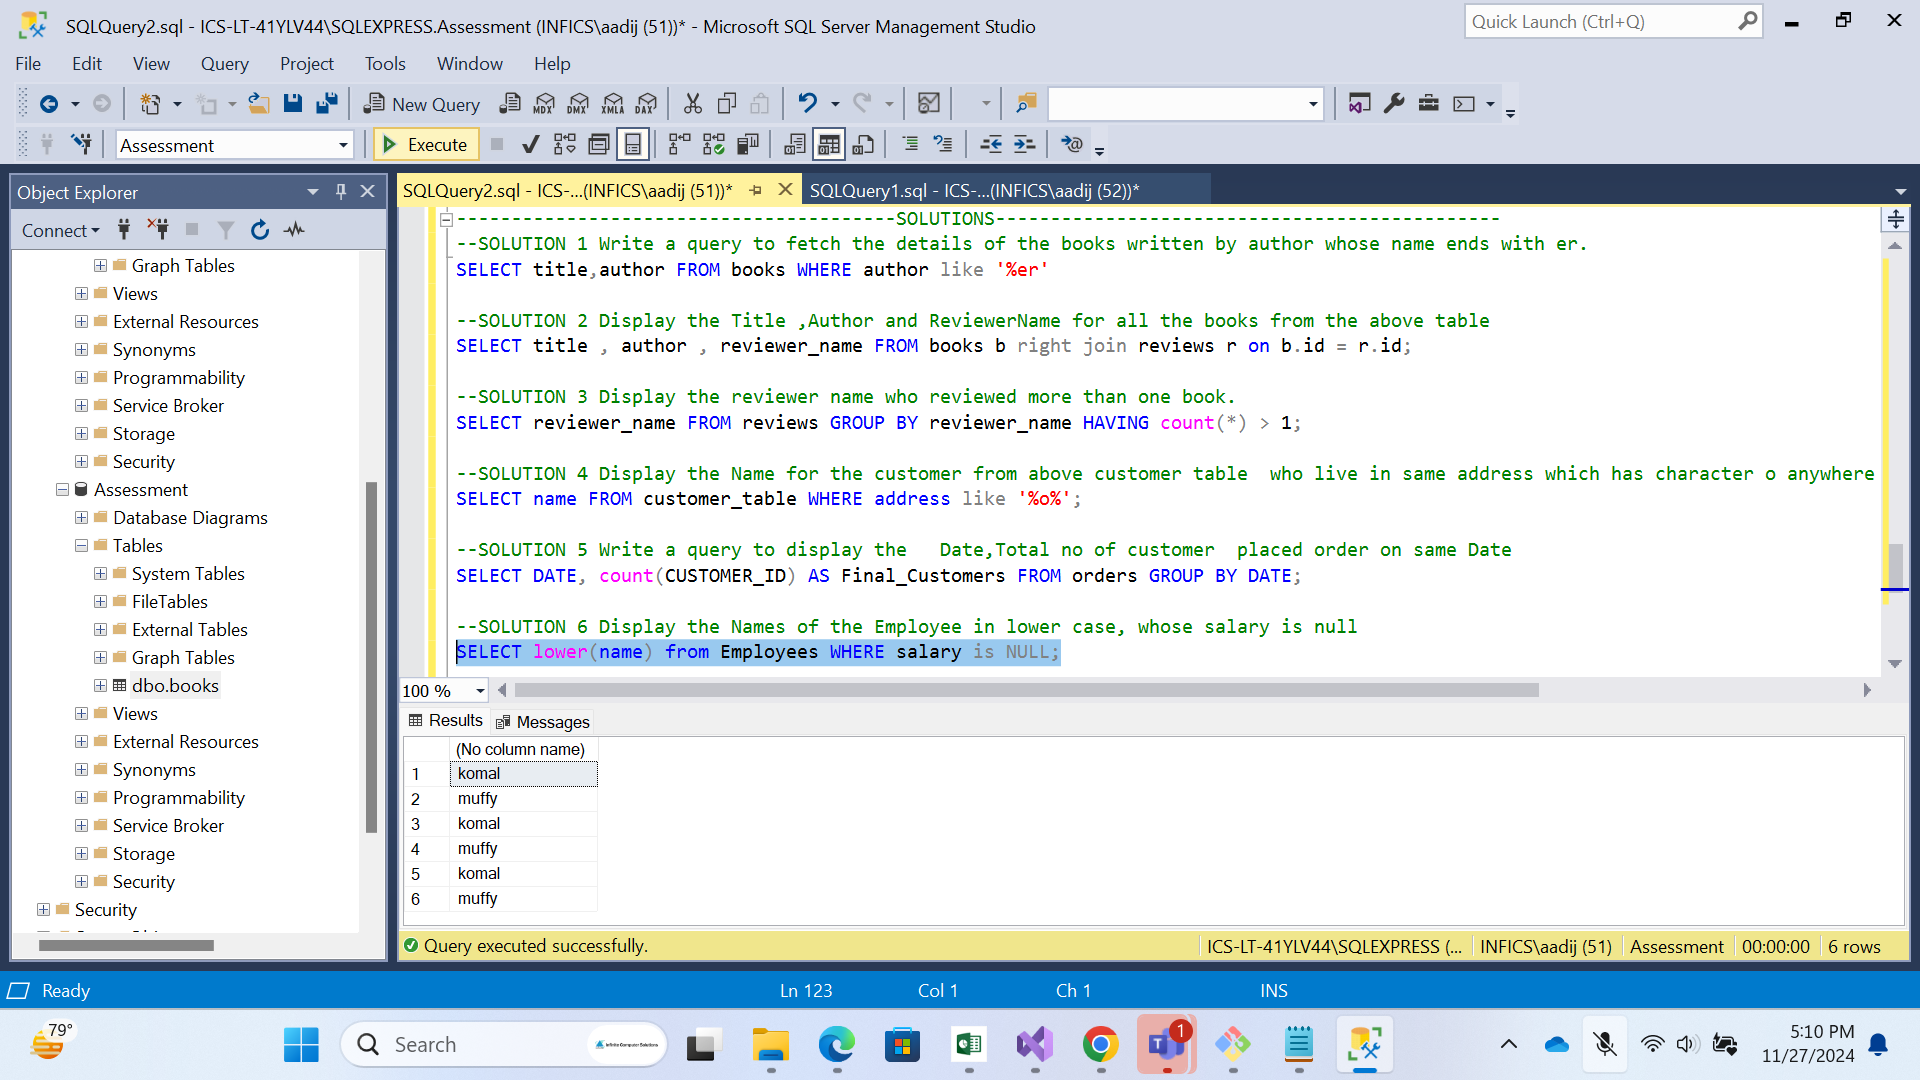 SQLQuery2.sql - ICS-LT-41YLV44\SQLEXPRESS.Assessment (INFICS\aadij (51))* - Microsoft SQL Server Management Studio
Quick Launch (Ctrl+Q)
File Edit View Query Project Tools Window Help
New Query MDX DMX XMLA DAX
Assessment Execute
Object Explorer
Connect
Graph Tables
Views
External Resources
Synonyms
Programmability
Service Broker
Storage
Security
Assessment
Database Diagrams
Tables
System Tables
FileTables
External Tables
Graph Tables
dbo.books
Views
External Resources
Synonyms
Programmability
Service Broker
Storage
Security
Security
SQLQuery2.sql - ICS-...(INFICS\aadij (51))* SQLQuery1.sql - ICS-...(INFICS\aadij (52))*
----------------------------------------SOLUTIONS----------------------------------------------
--SOLUTION 1 Write a query to fetch the details of the books written by author whose name ends with er.
SELECT title,author FROM books WHERE author like '%er'
--SOLUTION 2 Display the Title ,Author and ReviewerName for all the books from the above table
SELECT title , author , reviewer_name FROM books b right join reviews r on b.id = r.id;
--SOLUTION 3 Display the reviewer name who reviewed more than one book.
SELECT reviewer_name FROM reviews GROUP BY reviewer_name HAVING count(*) > 1;
--SOLUTION 4 Display the Name for the customer from above customer table  who live in same address which has character o anywhere
SELECT name FROM customer_table WHERE address like '%o%';
--SOLUTION 5 Write a query to display the   Date,Total no of customer  placed order on same Date
SELECT DATE, count(CUSTOMER_ID) AS Final_Customers FROM orders GROUP BY DATE;
--SOLUTION 6 Display the Names of the Employee in lower case, whose salary is null
SELECT lower(name) from Employees WHERE salary is NULL;
100 %
Results Messages
(No column name)
1 komal
2 muffy
3 komal
4 muffy
5 komal
6 muffy
Query executed successfully. ICS-LT-41YLV44\SQLEXPRESS (... INFICS\aadij (51) Assessment 00:00:00 6 rows
Ready Ln 123 Col 1 Ch 1 INS
79°
Search
Infinite Computer Solutions
1
5:10 PM
11/27/2024